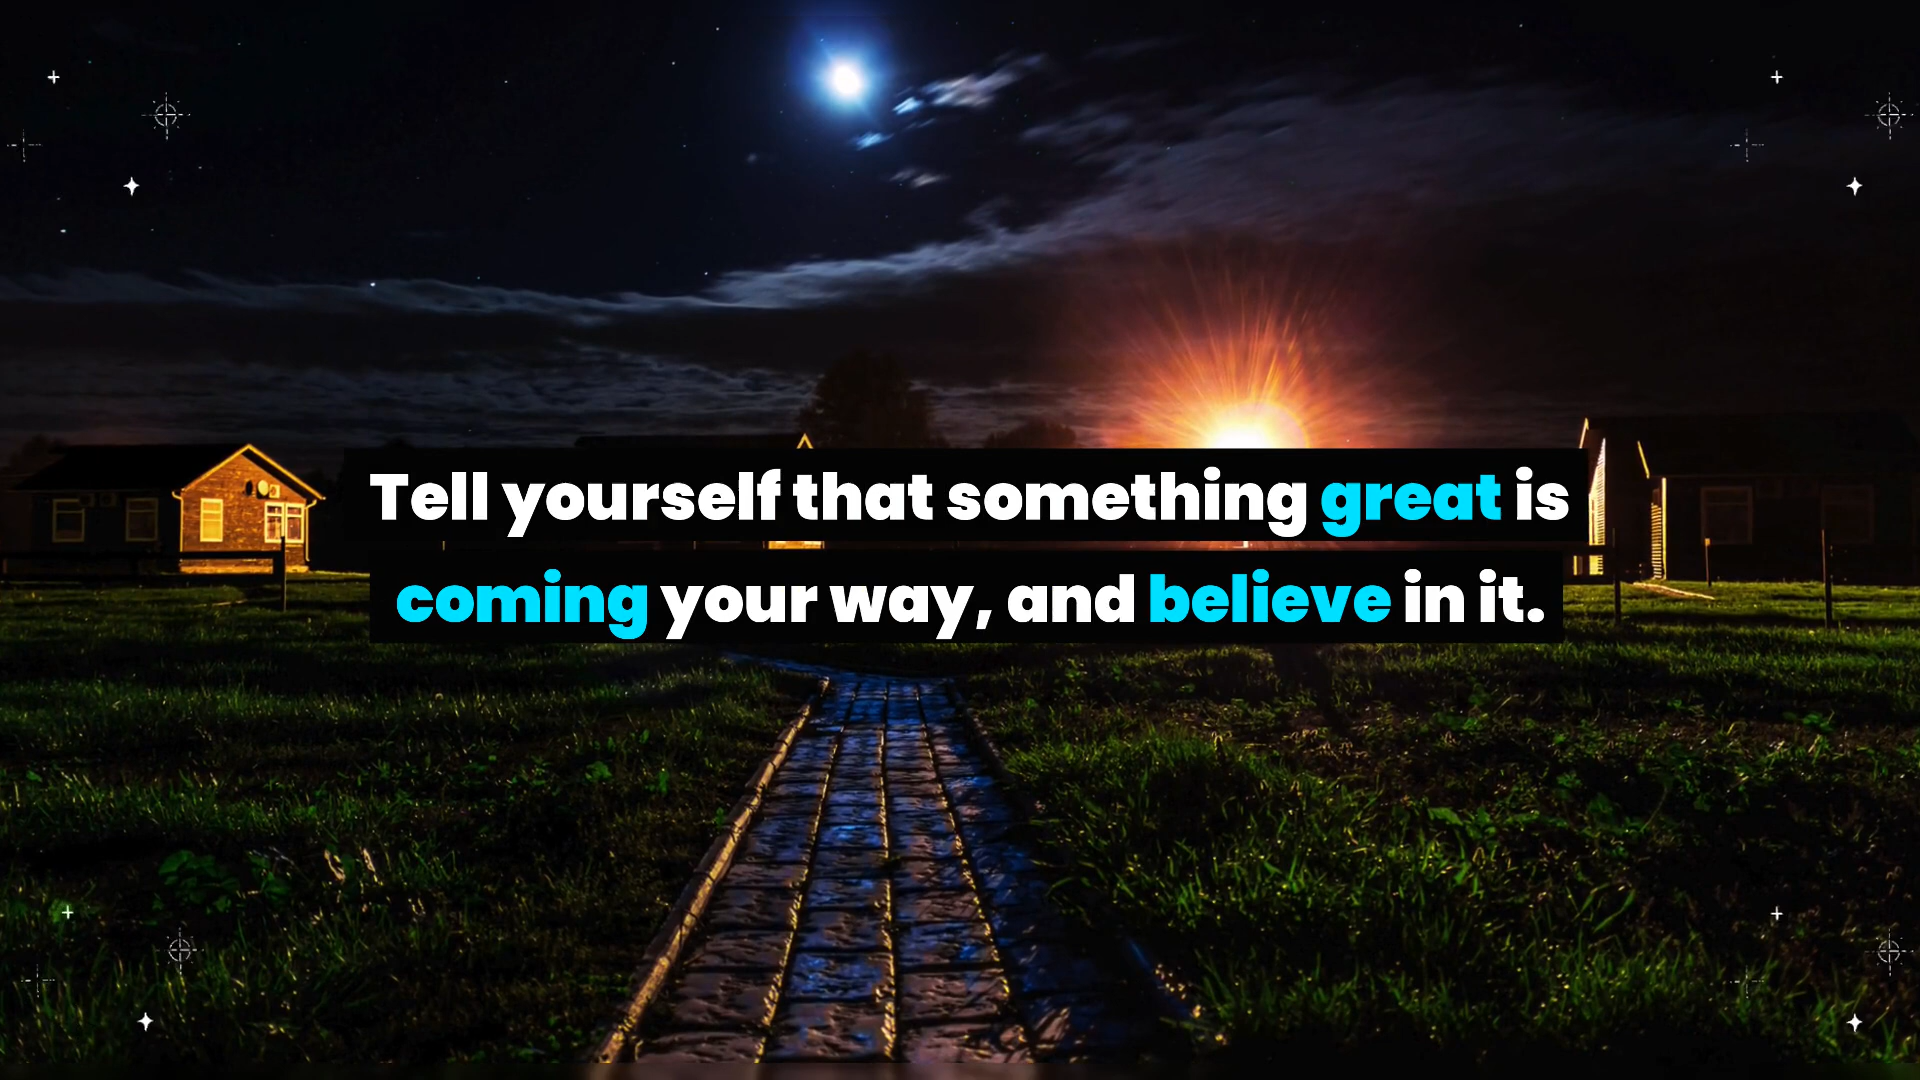 Tell yourself that something great is
coming your way, and believe in it.